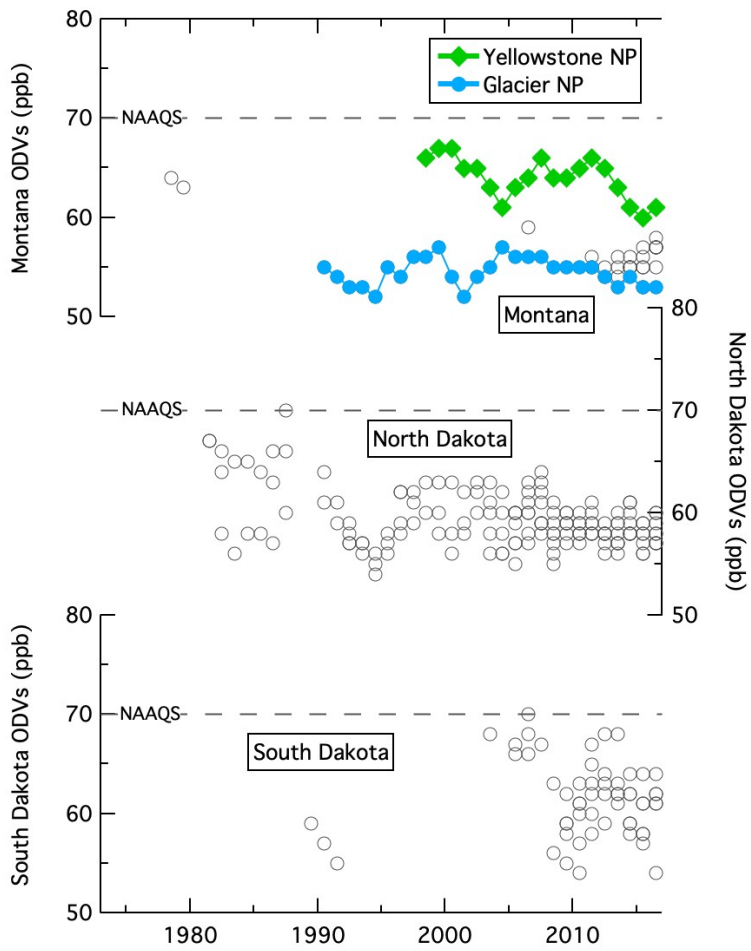 80
Yellowstone NP
Glacier NP
70
NAAQS
Montana ODVs (ppb)
60
50
Montana
80
NAAQS
70
North Dakota
North Dakota ODVs (ppb)
60
50
80
South Dakota ODVs (ppb)
70
NAAQS
South Dakota
60
50
1980
1990
2000
2010